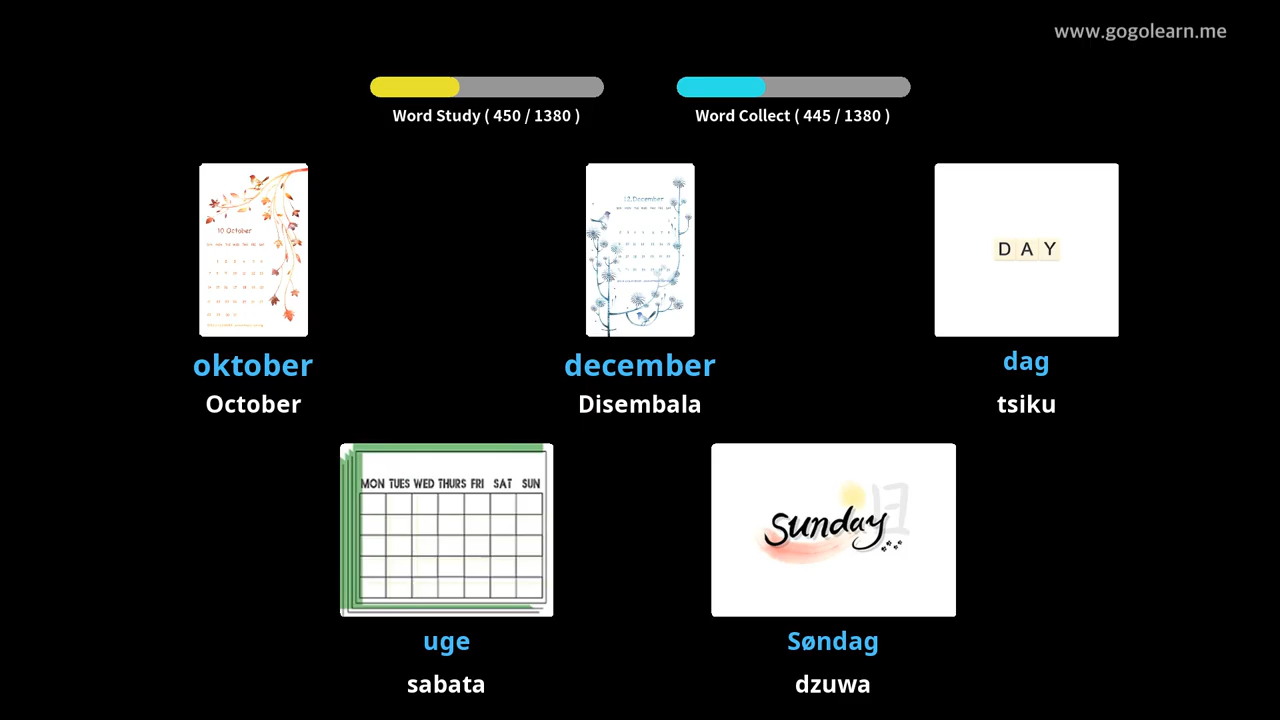 www.gogolearn.me
Word Study ( 450 / 1380 )
Word Collect ( 445 / 1380 )
10 October
12.December
DAY
oktober
december
dag
October
Disembala
tsiku
MON TUES WED THURS FRI SAT SUN
Sunday
uge
Søndag
sabata
dzuwa